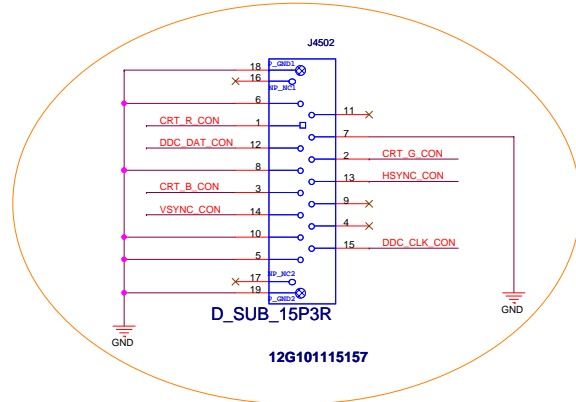 J4502
18 P_GND1
16 NP_NC1
6
11
CRT_R_CON 1
7
DDC_DAT_CON 12
2 CRT_G_CON
8
13 HSYNC_CON
CRT_B_CON 3
9
VSYNC_CON 14
4
10
15 DDC_CLK_CON
5
17 NP_NC2
19 P_GND2
GND
D_SUB_15P3R
GND
12G101115157